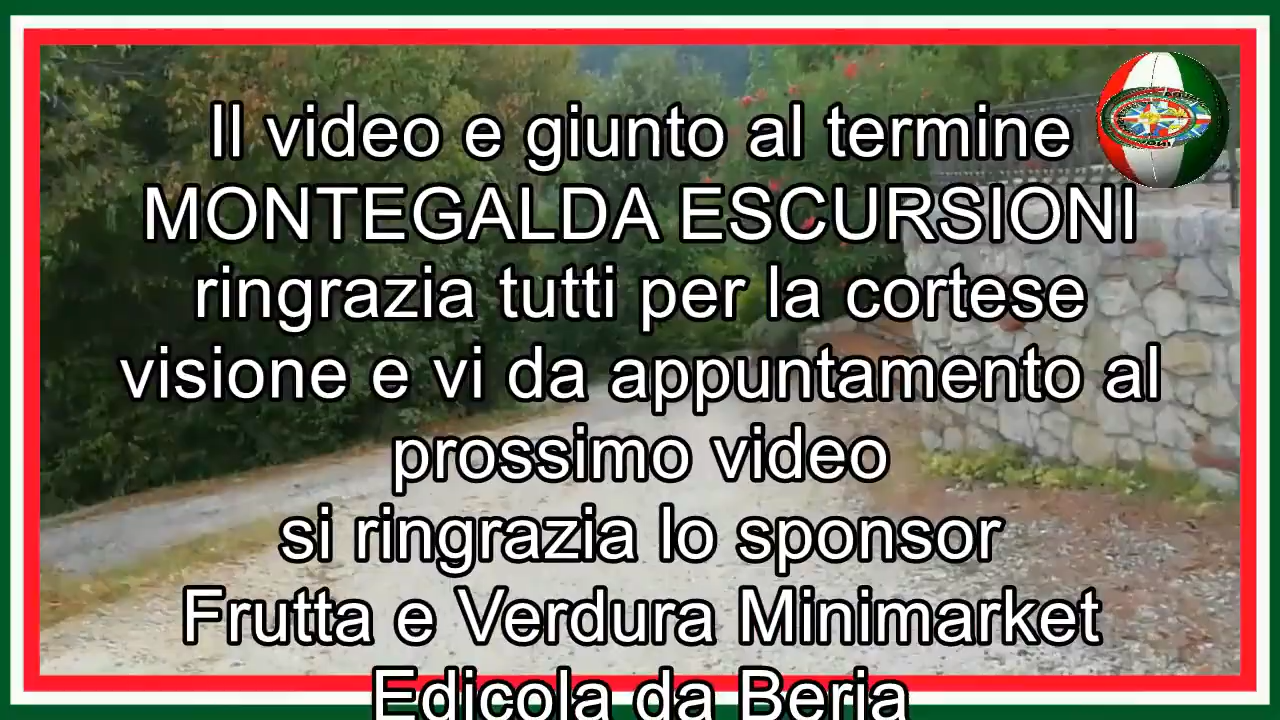 Il video e giunto al termine
MONTEGALDA ESCURSIONI
ringrazia tutti per la cortese
visione e vi da appuntamento al
prossimo video
si ringrazia lo sponsor
Frutta e Verdura Minimarket
Edicola da Beria